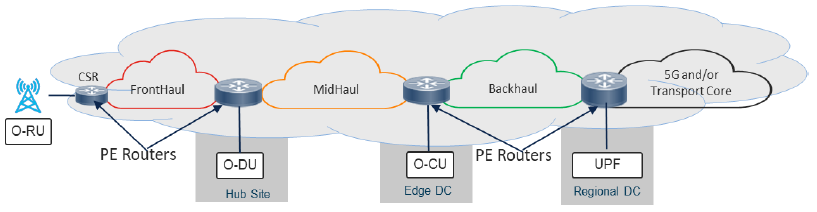 CSR
FrontHaul
MidHaul
Backhaul
5G and/or
Transport Core
O-RU
PE Routers
PE Routers
O-DU
O-CU
UPF
Hub Site
Edge DC
Regional DC